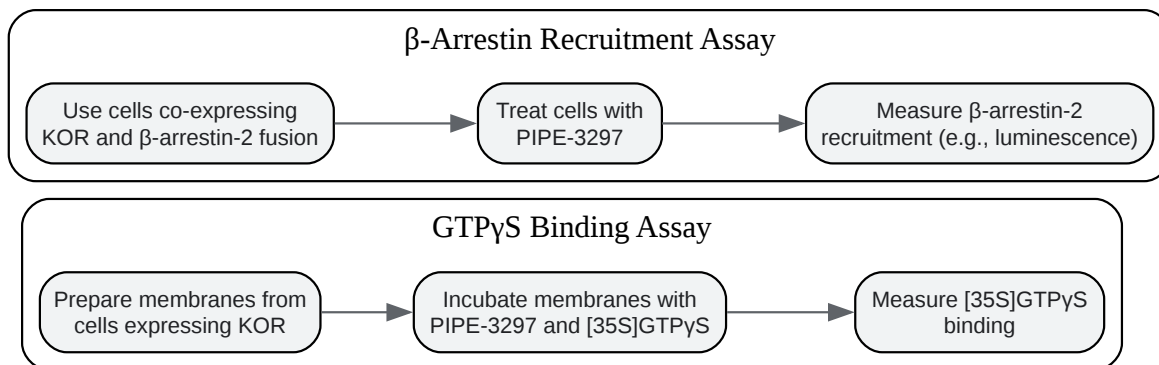 β-Arrestin Recruitment Assay
Use cells co-expressing
KOR and β-arrestin-2 fusion
Treat cells with
PIPE-3297
Measure β-arrestin-2
recruitment (e.g., luminescence)
GTPγS Binding Assay
Prepare membranes from
cells expressing KOR
Incubate membranes with
PIPE-3297 and [35S]GTPγS
Measure [35S]GTPγS
binding